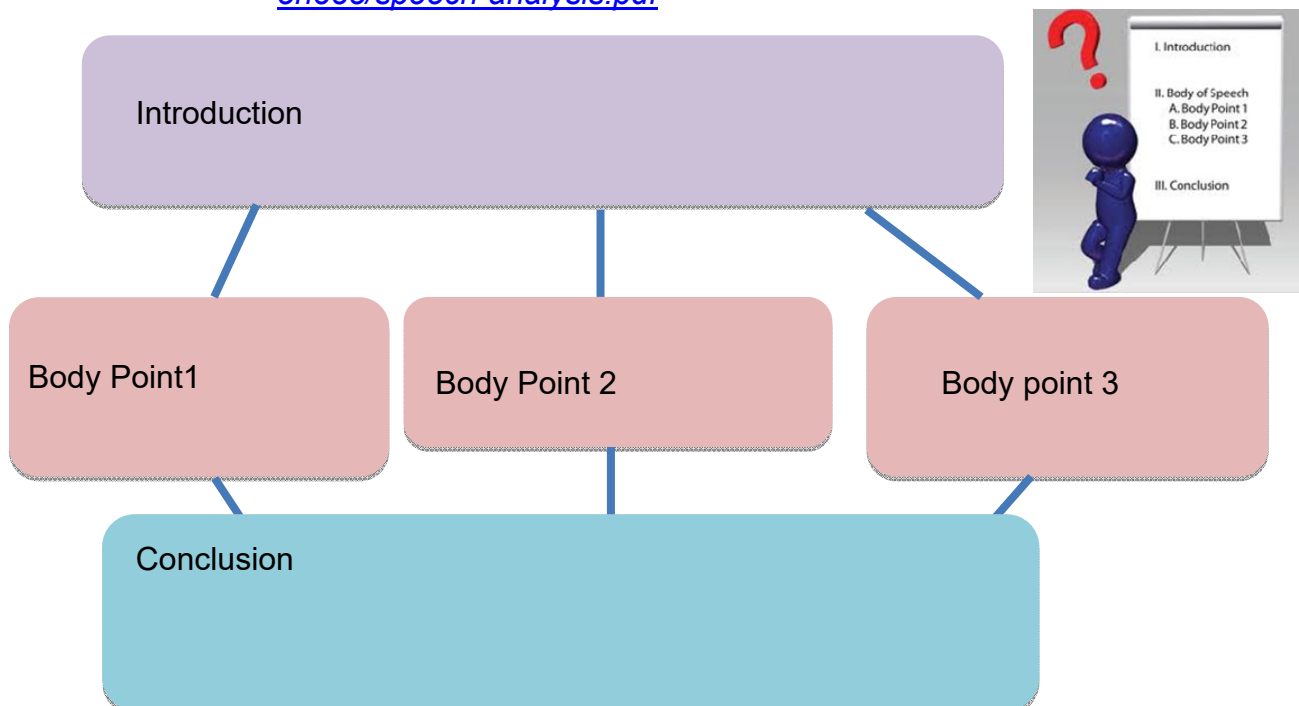 Introduction
I. Introduction
II. Body of Speech
A. Body Point 1
B. Body Point 2
C. Body Point 3
III. Conclusion
Body Point1
Body Point 2
Body point 3
Conclusion